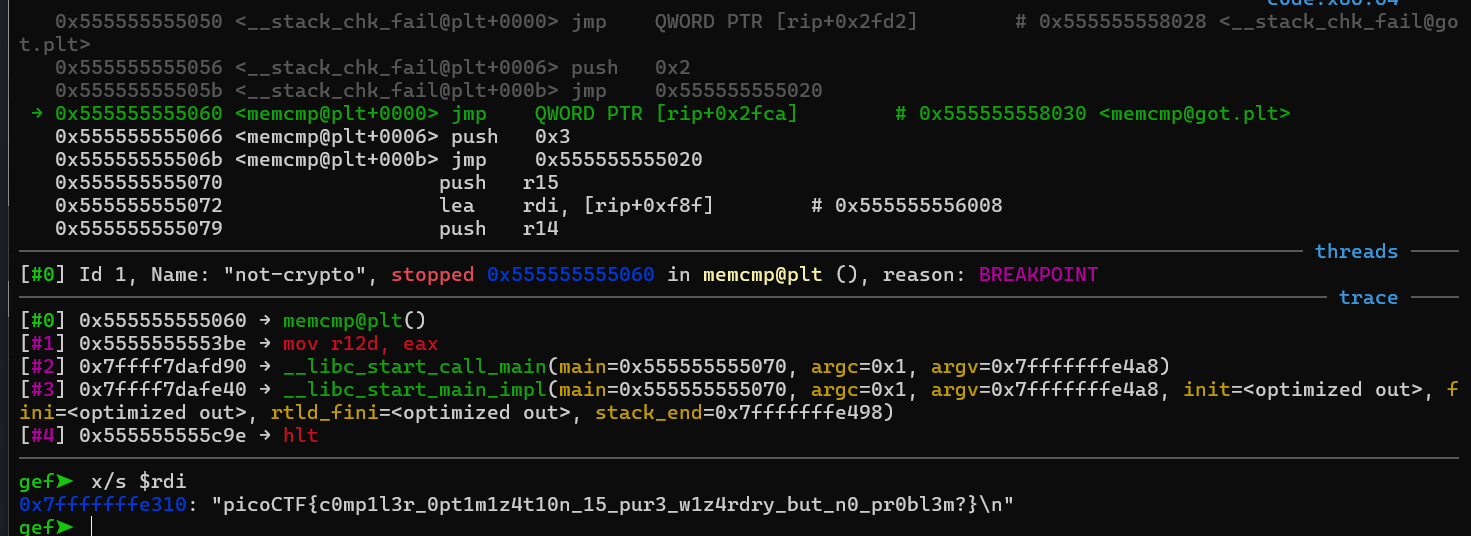 code:x86:64
0x555555555050 <__stack_chk_fail@plt+0000> jmp    QWORD PTR [rip+0x2fd2]        # 0x555555558028 <__stack_chk_fail@go
t.plt>
0x555555555056 <__stack_chk_fail@plt+0006> push   0x2
0x55555555505b <__stack_chk_fail@plt+000b> jmp    0x555555555020
→ 0x555555555060 <memcmp@plt+0000> jmp    QWORD PTR [rip+0x2fca]        # 0x555555558030 <memcmp@got.plt>
0x555555555066 <memcmp@plt+0006> push   0x3
0x55555555506b <memcmp@plt+000b> jmp    0x555555555020
0x555555555070                  push   r15
0x555555555072                  lea    rdi, [rip+0xf8f]        # 0x555555556008
0x555555555079                  push   r14
threads
[#0] Id 1, Name: "not-crypto", stopped 0x555555555060 in memcmp@plt (), reason: BREAKPOINT
trace
[#0] 0x555555555060 → memcmp@plt()
[#1] 0x5555555553be → mov r12d, eax
[#2] 0x7ffff7dafd90 → __libc_start_call_main(main=0x555555555070, argc=0x1, argv=0x7fffffffe4a8)
[#3] 0x7ffff7dafe40 → __libc_start_main_impl(main=0x555555555070, argc=0x1, argv=0x7fffffffe4a8, init=<optimized out>, f
ini=<optimized out>, rtld_fini=<optimized out>, stack_end=0x7fffffffe498)
[#4] 0x555555555c9e → hlt
gef➤  x/s $rdi
0x7fffffffe310: "picoCTF{c0mp1l3r_0pt1m1z4t10n_15_pur3_w1z4rdry_but_n0_pr0bl3m?}\n"
gef➤